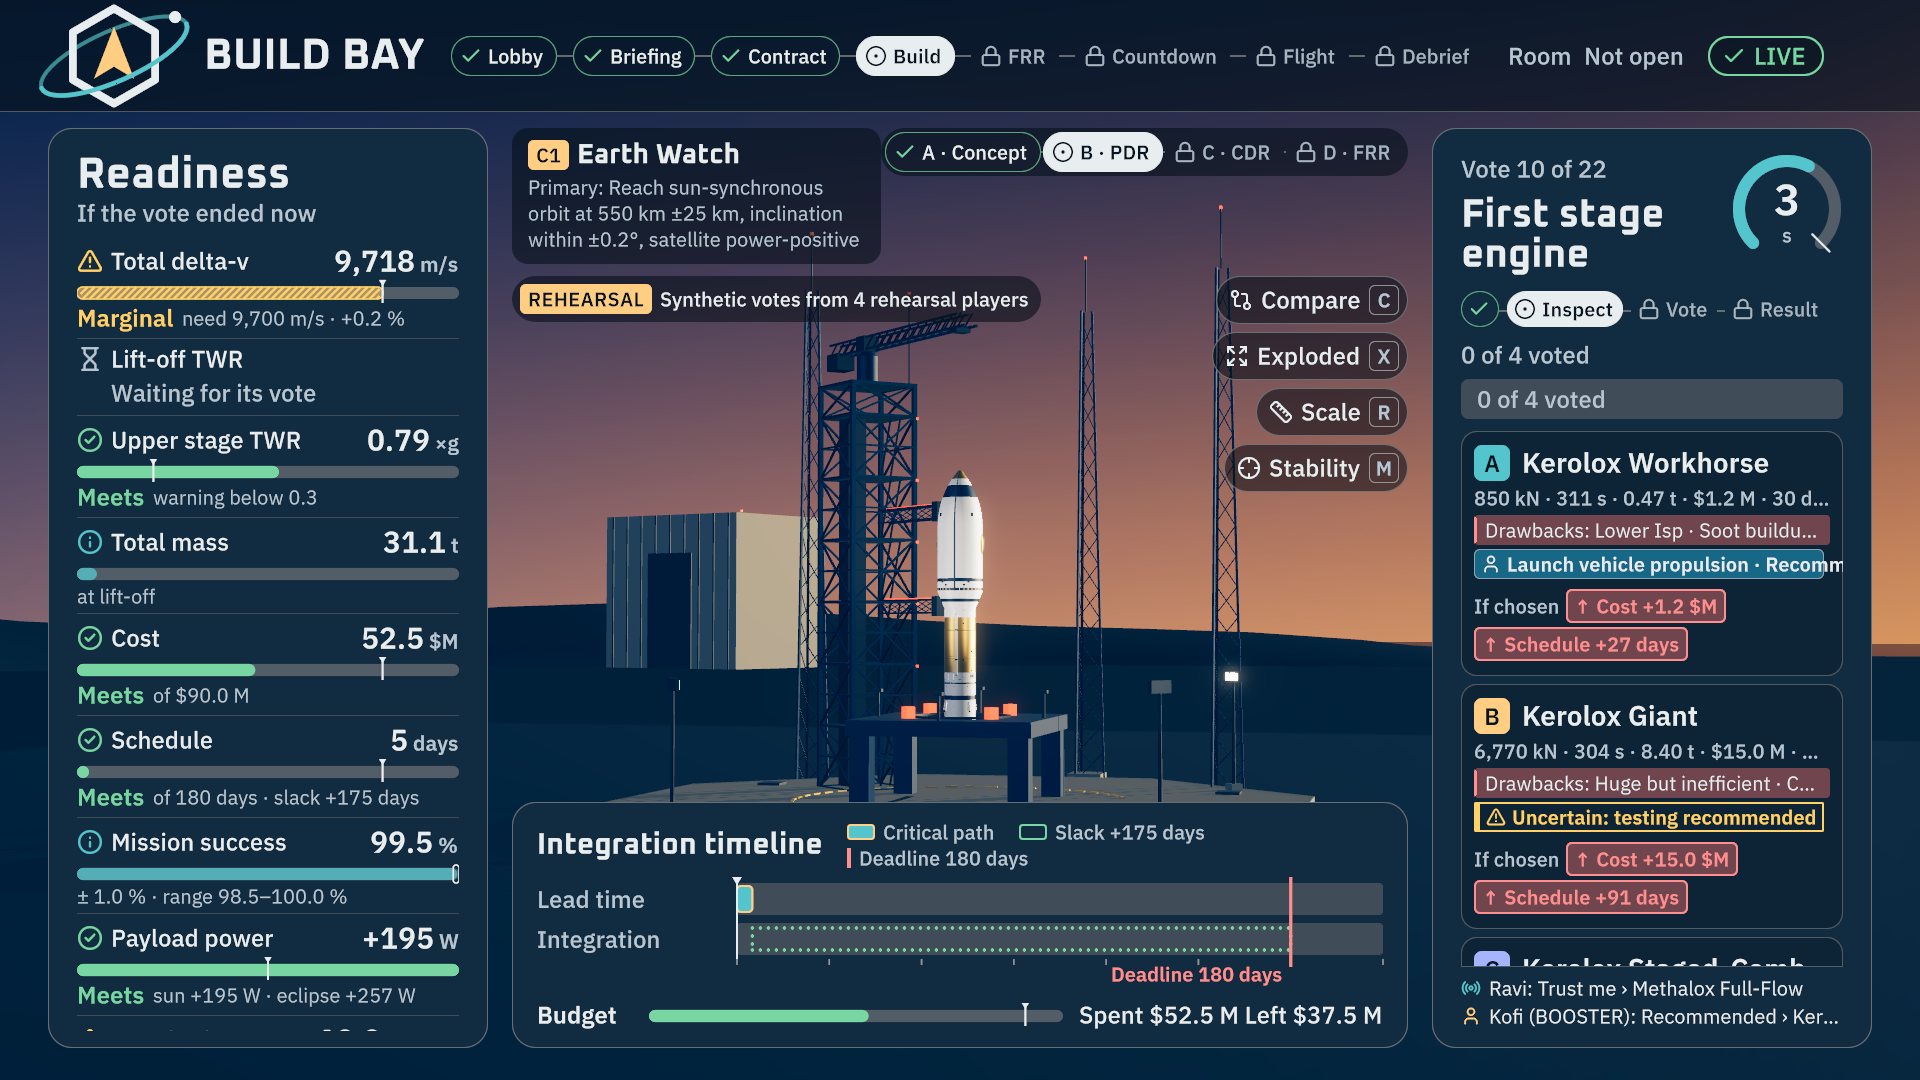 BUILD BAY
Lobby
Briefing
Contract
Build
FRR
Countdown
Flight
Debrief
Room Not open
LIVE
Readiness
If the vote ended now
Total delta-v 9,718 m/s
Marginal need 9,700 m/s · +0.2 %
Lift-off TWR
Waiting for its vote
Upper stage TWR 0.79 ×g
Meets warning below 0.3
Total mass 31.1 t
at lift-off
Cost 52.5 $M
Meets of $90.0 M
Schedule 5 days
Meets of 180 days · slack +175 days
Mission success 99.5 %
± 1.0 % · range 98.5–100.0 %
Payload power +195 W
Meets sun +195 W · eclipse +257 W
C1 Earth Watch
Primary: Reach sun-synchronous
orbit at 550 km ±25 km, inclination
within ±0.2°, satellite power-positive
A · Concept
B · PDR
C · CDR
D · FRR
REHEARSAL Synthetic votes from 4 rehearsal players
Compare C
Exploded X
Scale R
Stability M
Integration timeline
Critical path
Slack +175 days
Deadline 180 days
Lead time
Integration
Deadline 180 days
Budget
Spent $52.5 M Left $37.5 M
Vote 10 of 22
First stage
engine
3
s
Inspect
Vote
Result
0 of 4 voted
0 of 4 voted
A Kerolox Workhorse
850 kN · 311 s · 0.47 t · $1.2 M · 30 d...
Drawbacks: Lower Isp · Soot buildu...
Launch vehicle propulsion · Recomm
If chosen ↑ Cost +1.2 $M
↑ Schedule +27 days
B Kerolox Giant
6,770 kN · 304 s · 8.40 t · $15.0 M · ...
Drawbacks: Huge but inefficient · C...
Uncertain: testing recommended
If chosen ↑ Cost +15.0 $M
↑ Schedule +91 days
Ravi: Trust me › Methalox Full-Flow
Kofi (BOOSTER): Recommended › Ker...